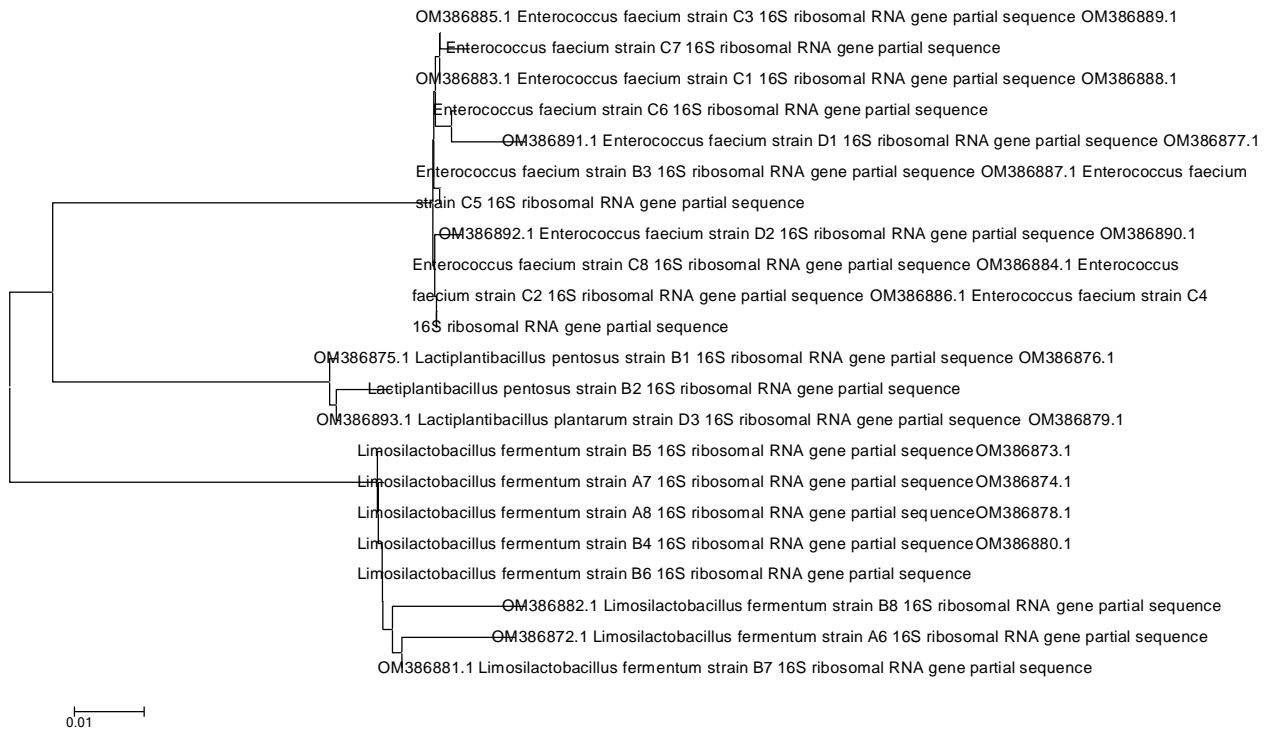 OM386885.1 Enterococcus faecium strain C3 16S ribosomal RNA gene partial sequence OM386889.1
Enterococcus faecium strain C7 16S ribosomal RNA gene partial sequence
OM386883.1 Enterococcus faecium strain C1 16S ribosomal RNA gene partial sequence OM386888.1
Enterococcus faecium strain C6 16S ribosomal RNA gene partial sequence
OM386891.1 Enterococcus faecium strain D1 16S ribosomal RNA gene partial sequence OM386877.1
Enterococcus faecium strain B3 16S ribosomal RNA gene partial sequence OM386887.1 Enterococcus faecium
strain C5 16S ribosomal RNA gene partial sequence
OM386892.1 Enterococcus faecium strain D2 16S ribosomal RNA gene partial sequence OM386890.1
Enterococcus faecium strain C8 16S ribosomal RNA gene partial sequence OM386884.1 Enterococcus
faecium strain C2 16S ribosomal RNA gene partial sequence OM386886.1 Enterococcus faecium strain C4
16S ribosomal RNA gene partial sequence
OM386875.1 Lactiplantibacillus pentosus strain B1 16S ribosomal RNA gene partial sequence OM386876.1
Lactiplantibacillus pentosus strain B2 16S ribosomal RNA gene partial sequence
OM386893.1 Lactiplantibacillus plantarum strain D3 16S ribosomal RNA gene partial sequence OM386879.1
Limosilactobacillus fermentum strain B5 16S ribosomal RNA gene partial sequence OM386873.1
Limosilactobacillus fermentum strain A7 16S ribosomal RNA gene partial sequence OM386874.1
Limosilactobacillus fermentum strain A8 16S ribosomal RNA gene partial sequence OM386878.1
Limosilactobacillus fermentum strain B4 16S ribosomal RNA gene partial sequence OM386880.1
Limosilactobacillus fermentum strain B6 16S ribosomal RNA gene partial sequence
OM386882.1 Limosilactobacillus fermentum strain B8 16S ribosomal RNA gene partial sequence
OM386872.1 Limosilactobacillus fermentum strain A6 16S ribosomal RNA gene partial sequence
OM386881.1 Limosilactobacillus fermentum strain B7 16S ribosomal RNA gene partial sequence
0.01